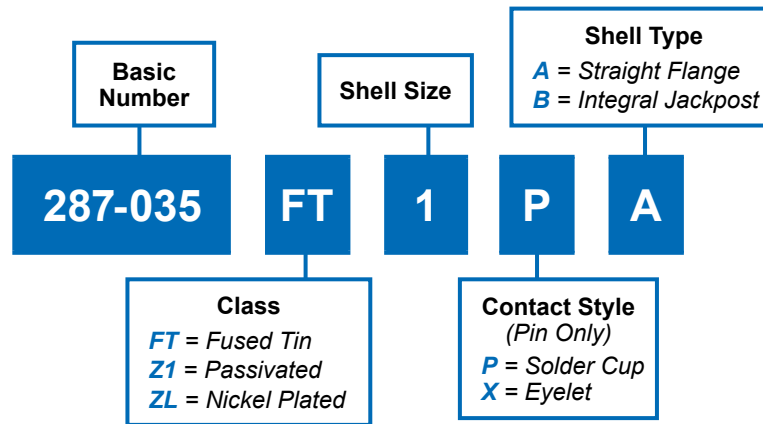 Basic
Number
Shell Size
Shell Type
A = Straight Flange
B = Integral Jackpost
287-035
FT
1
P
A
Class
FT = Fused Tin
Z1 = Passivated
ZL = Nickel Plated
Contact Style
(Pin Only)
P = Solder Cup
X = Eyelet